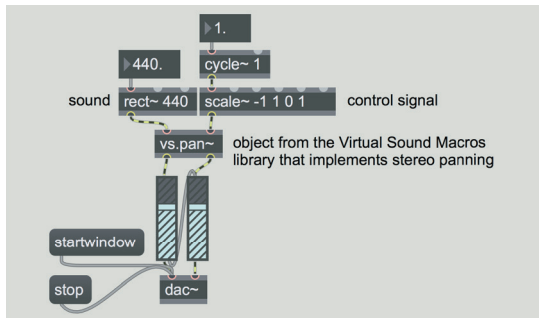 1.
440.
cycle~ 1
sound
rect~ 440
scale~ -1 1 0 1
control signal
vs.pan~
object from the Virtual Sound Macros
library that implements stereo panning
startwindow
stop
dac~